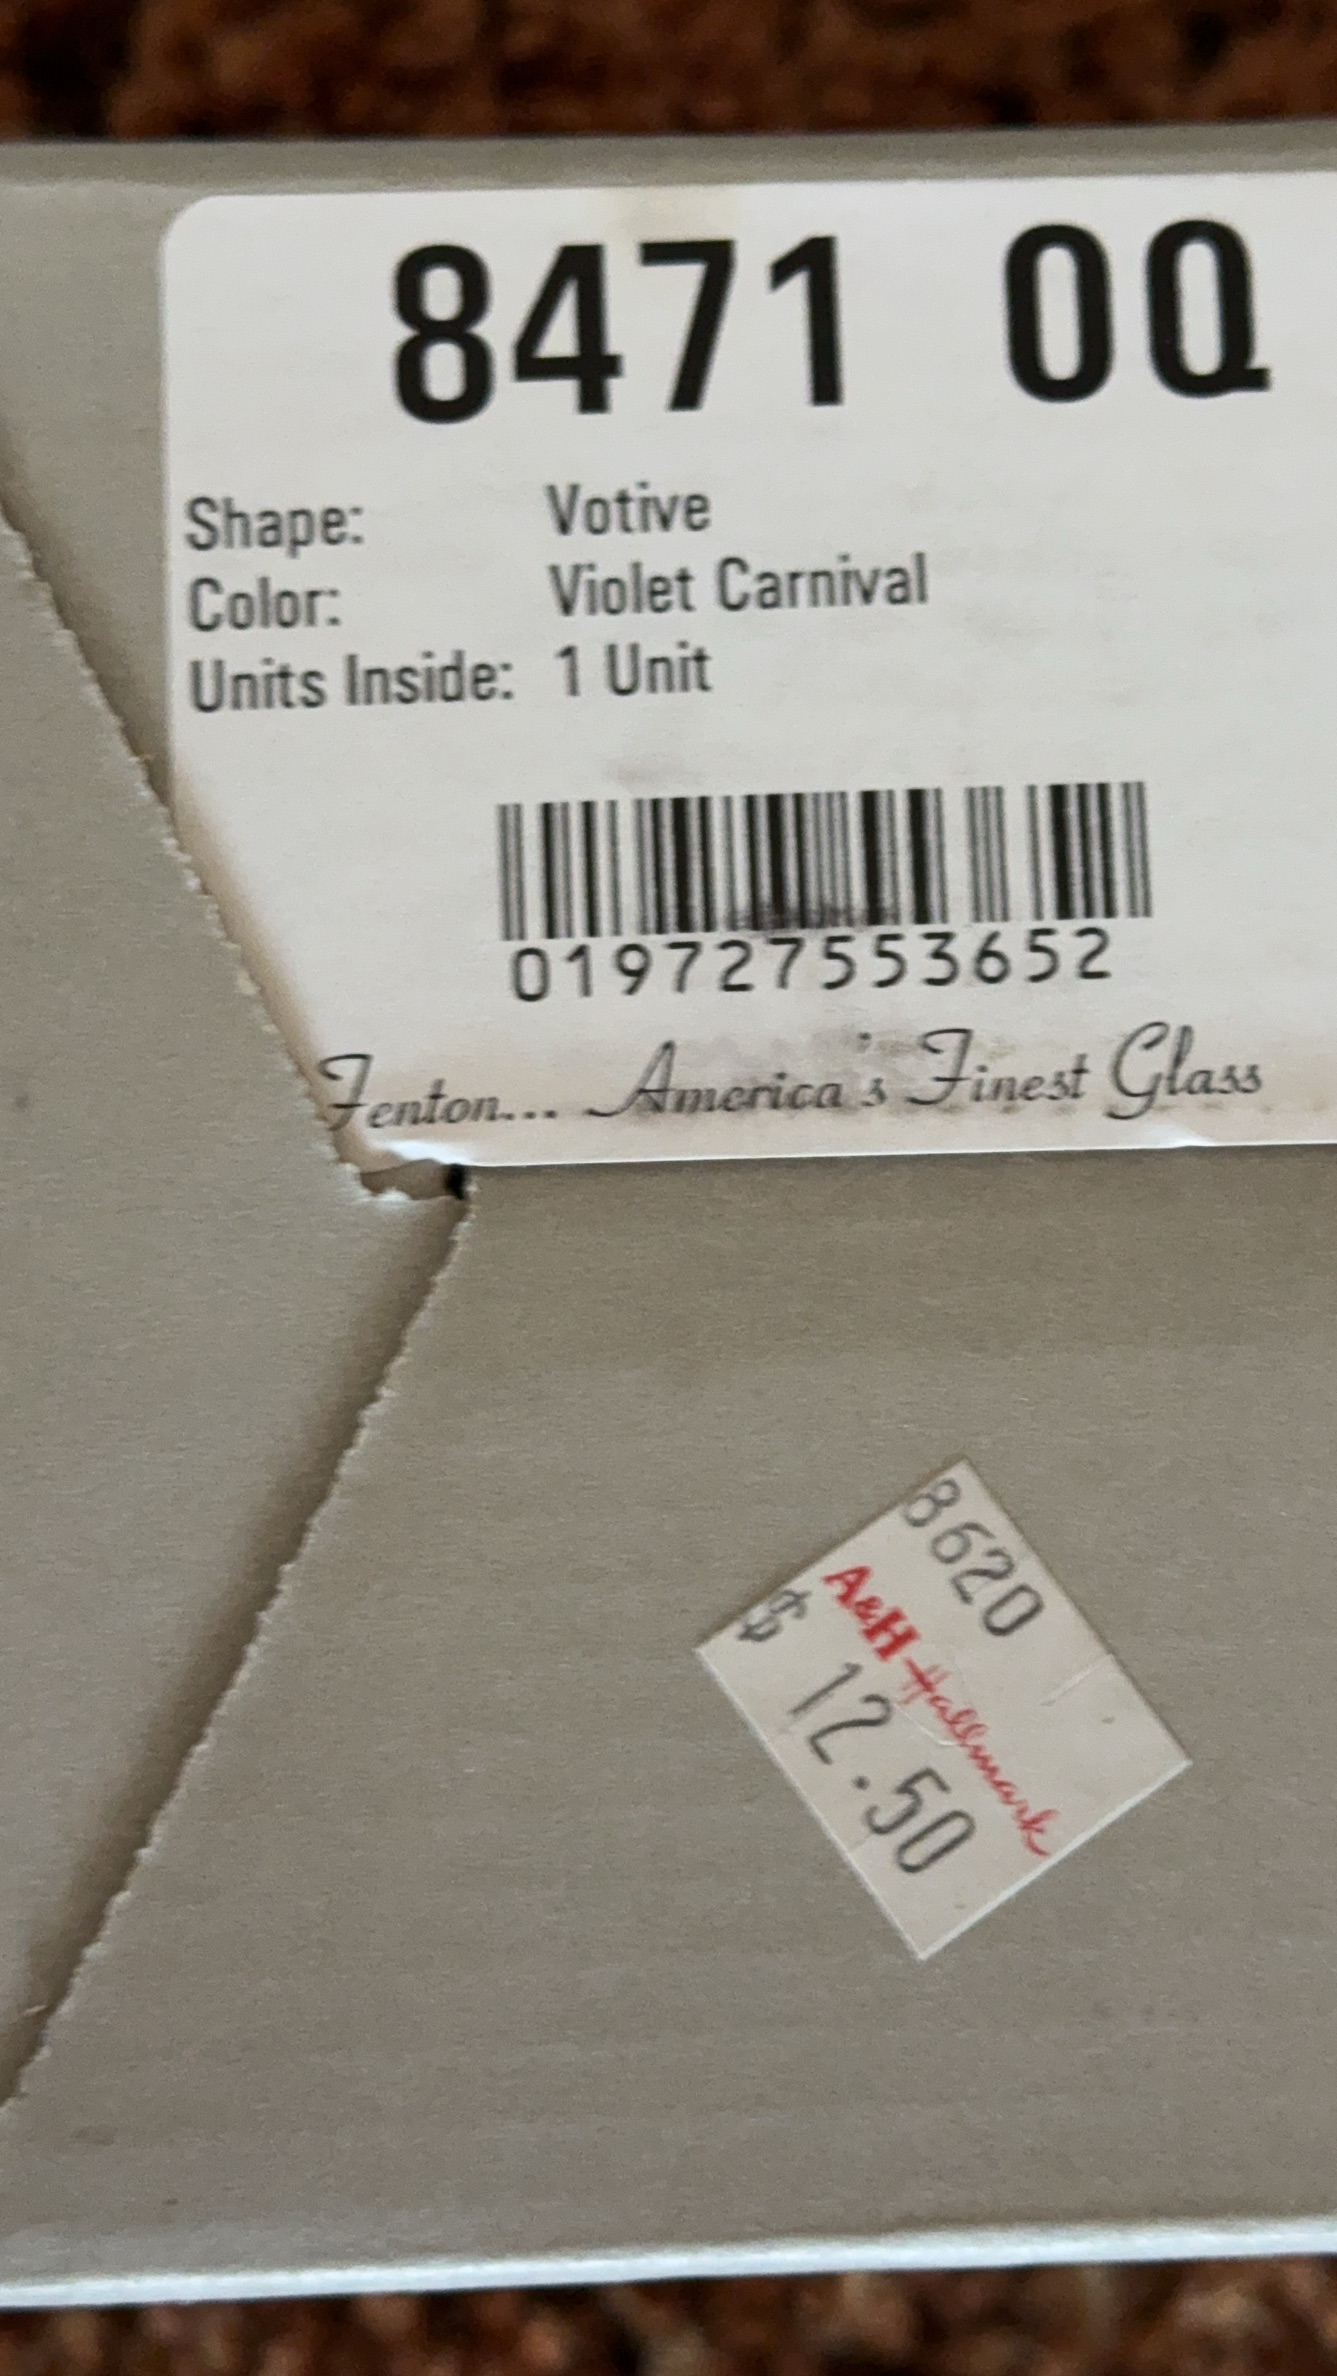 8471 0Q
Shape: Votive
Color: Violet Carnival
Units Inside: 1 Unit
019727553652
Fenton... America's Finest Glass
8620
A&H Hallmark
$ 12.50